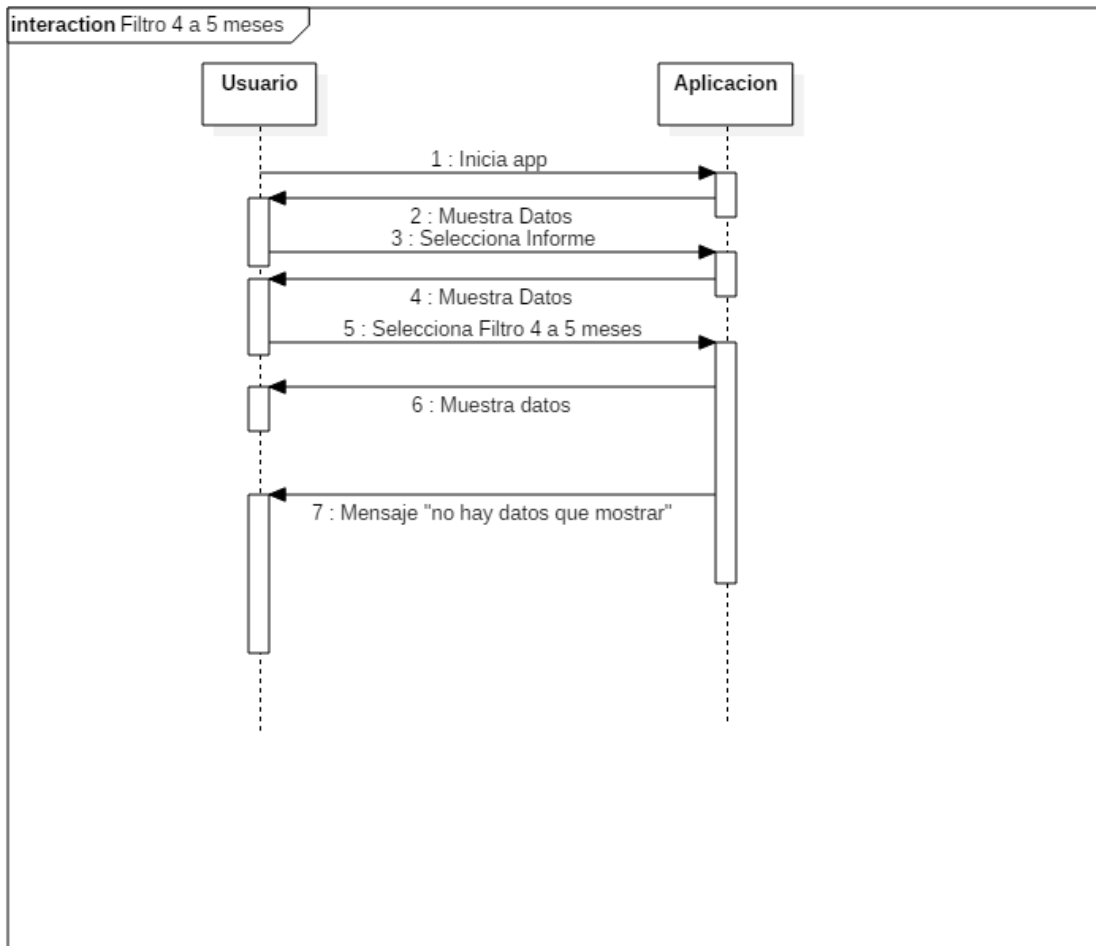 interaction Filtro 4 a 5 meses
Usuario
Aplicacion
1 : Inicia app
2 : Muestra Datos
3 : Selecciona Informe
4 : Muestra Datos
5 : Selecciona Filtro 4 a 5 meses
6 : Muestra datos
7 : Mensaje "no hay datos que mostrar"